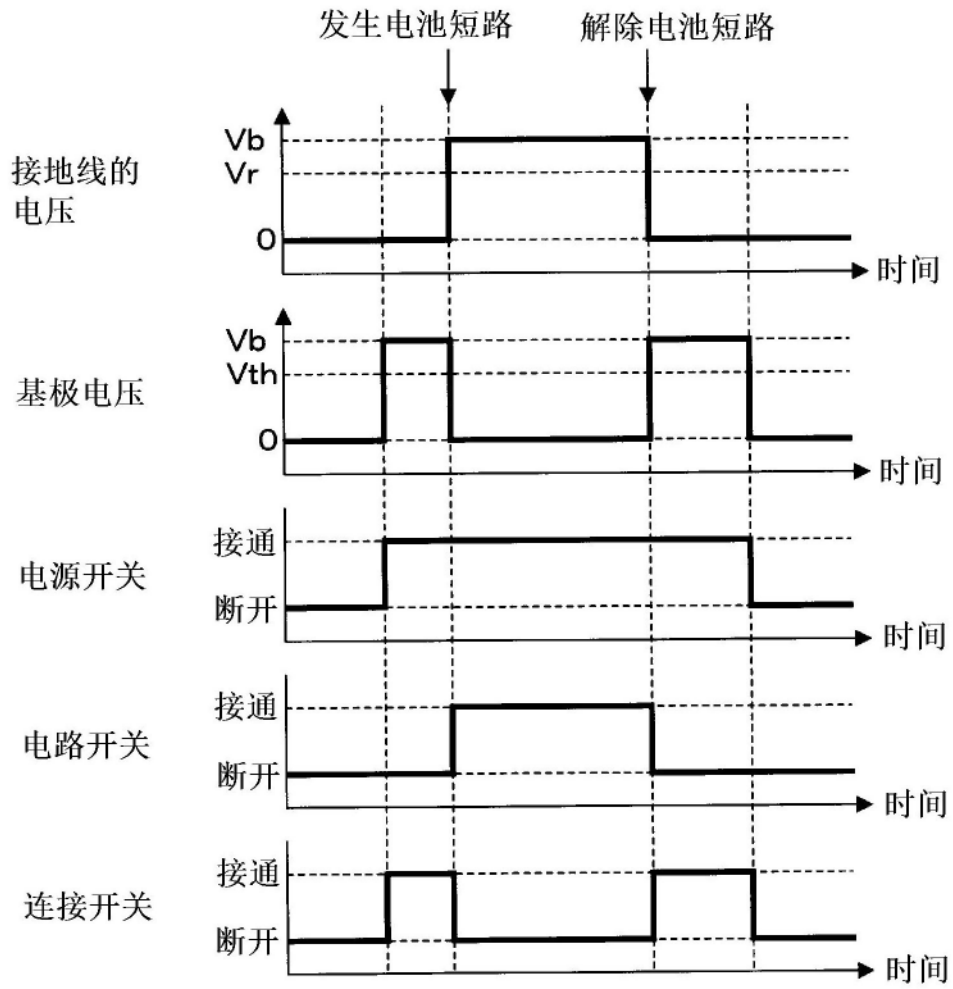 发生电池短路
解除电池短路
接地线的
电压
Vb
Vr
0
时间
基极电压
Vb
Vth
0
时间
电源开关
接通
断开
时间
电路开关
接通
断开
时间
连接开关
接通
断开
时间